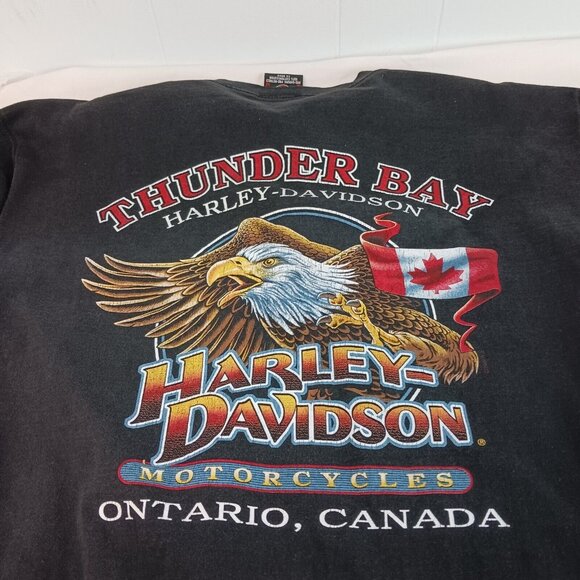 THUNDER BAY
HARLEY-DAVIDSON
HARLEY-
DAVIDSON
®
MOTORCYCLES
ONTARIO, CANADA